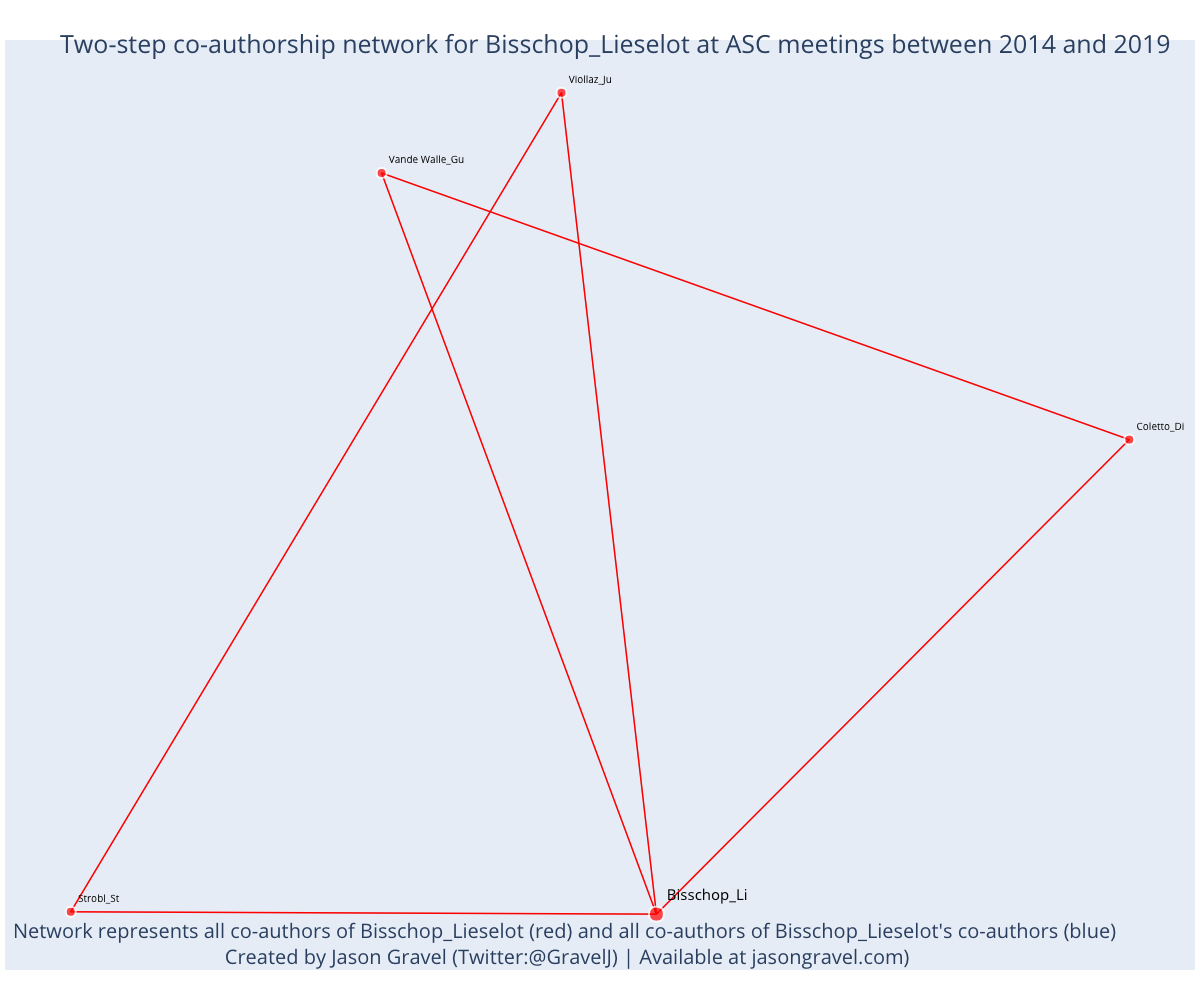 Two-step co-authorship network for Bisschop_Lieselot at ASC meetings between 2014 and 2019
Viollaz_Ju
Vande Walle_Gu
Coletto_Di
Bisschop_Li
Strobl_St
Network represents all co-authors of Bisschop_Lieselot (red) and all co-authors of Bisschop_Lieselot's co-authors (blue)
Created by Jason Gravel (Twitter:@GravelJ) | Available at jasongravel.com)